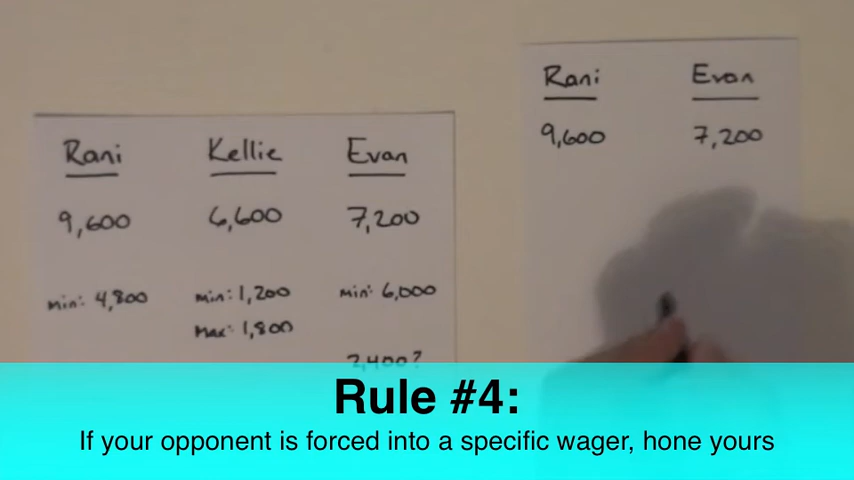 Rani Kellie Evan
9,600 6,600 7,200
min: 4,800 min: 1,200 min: 6,000
max: 1,800
2,400?
Rani Evan
9,600 7,200
Rule #4:
If your opponent is forced into a specific wager, hone yours